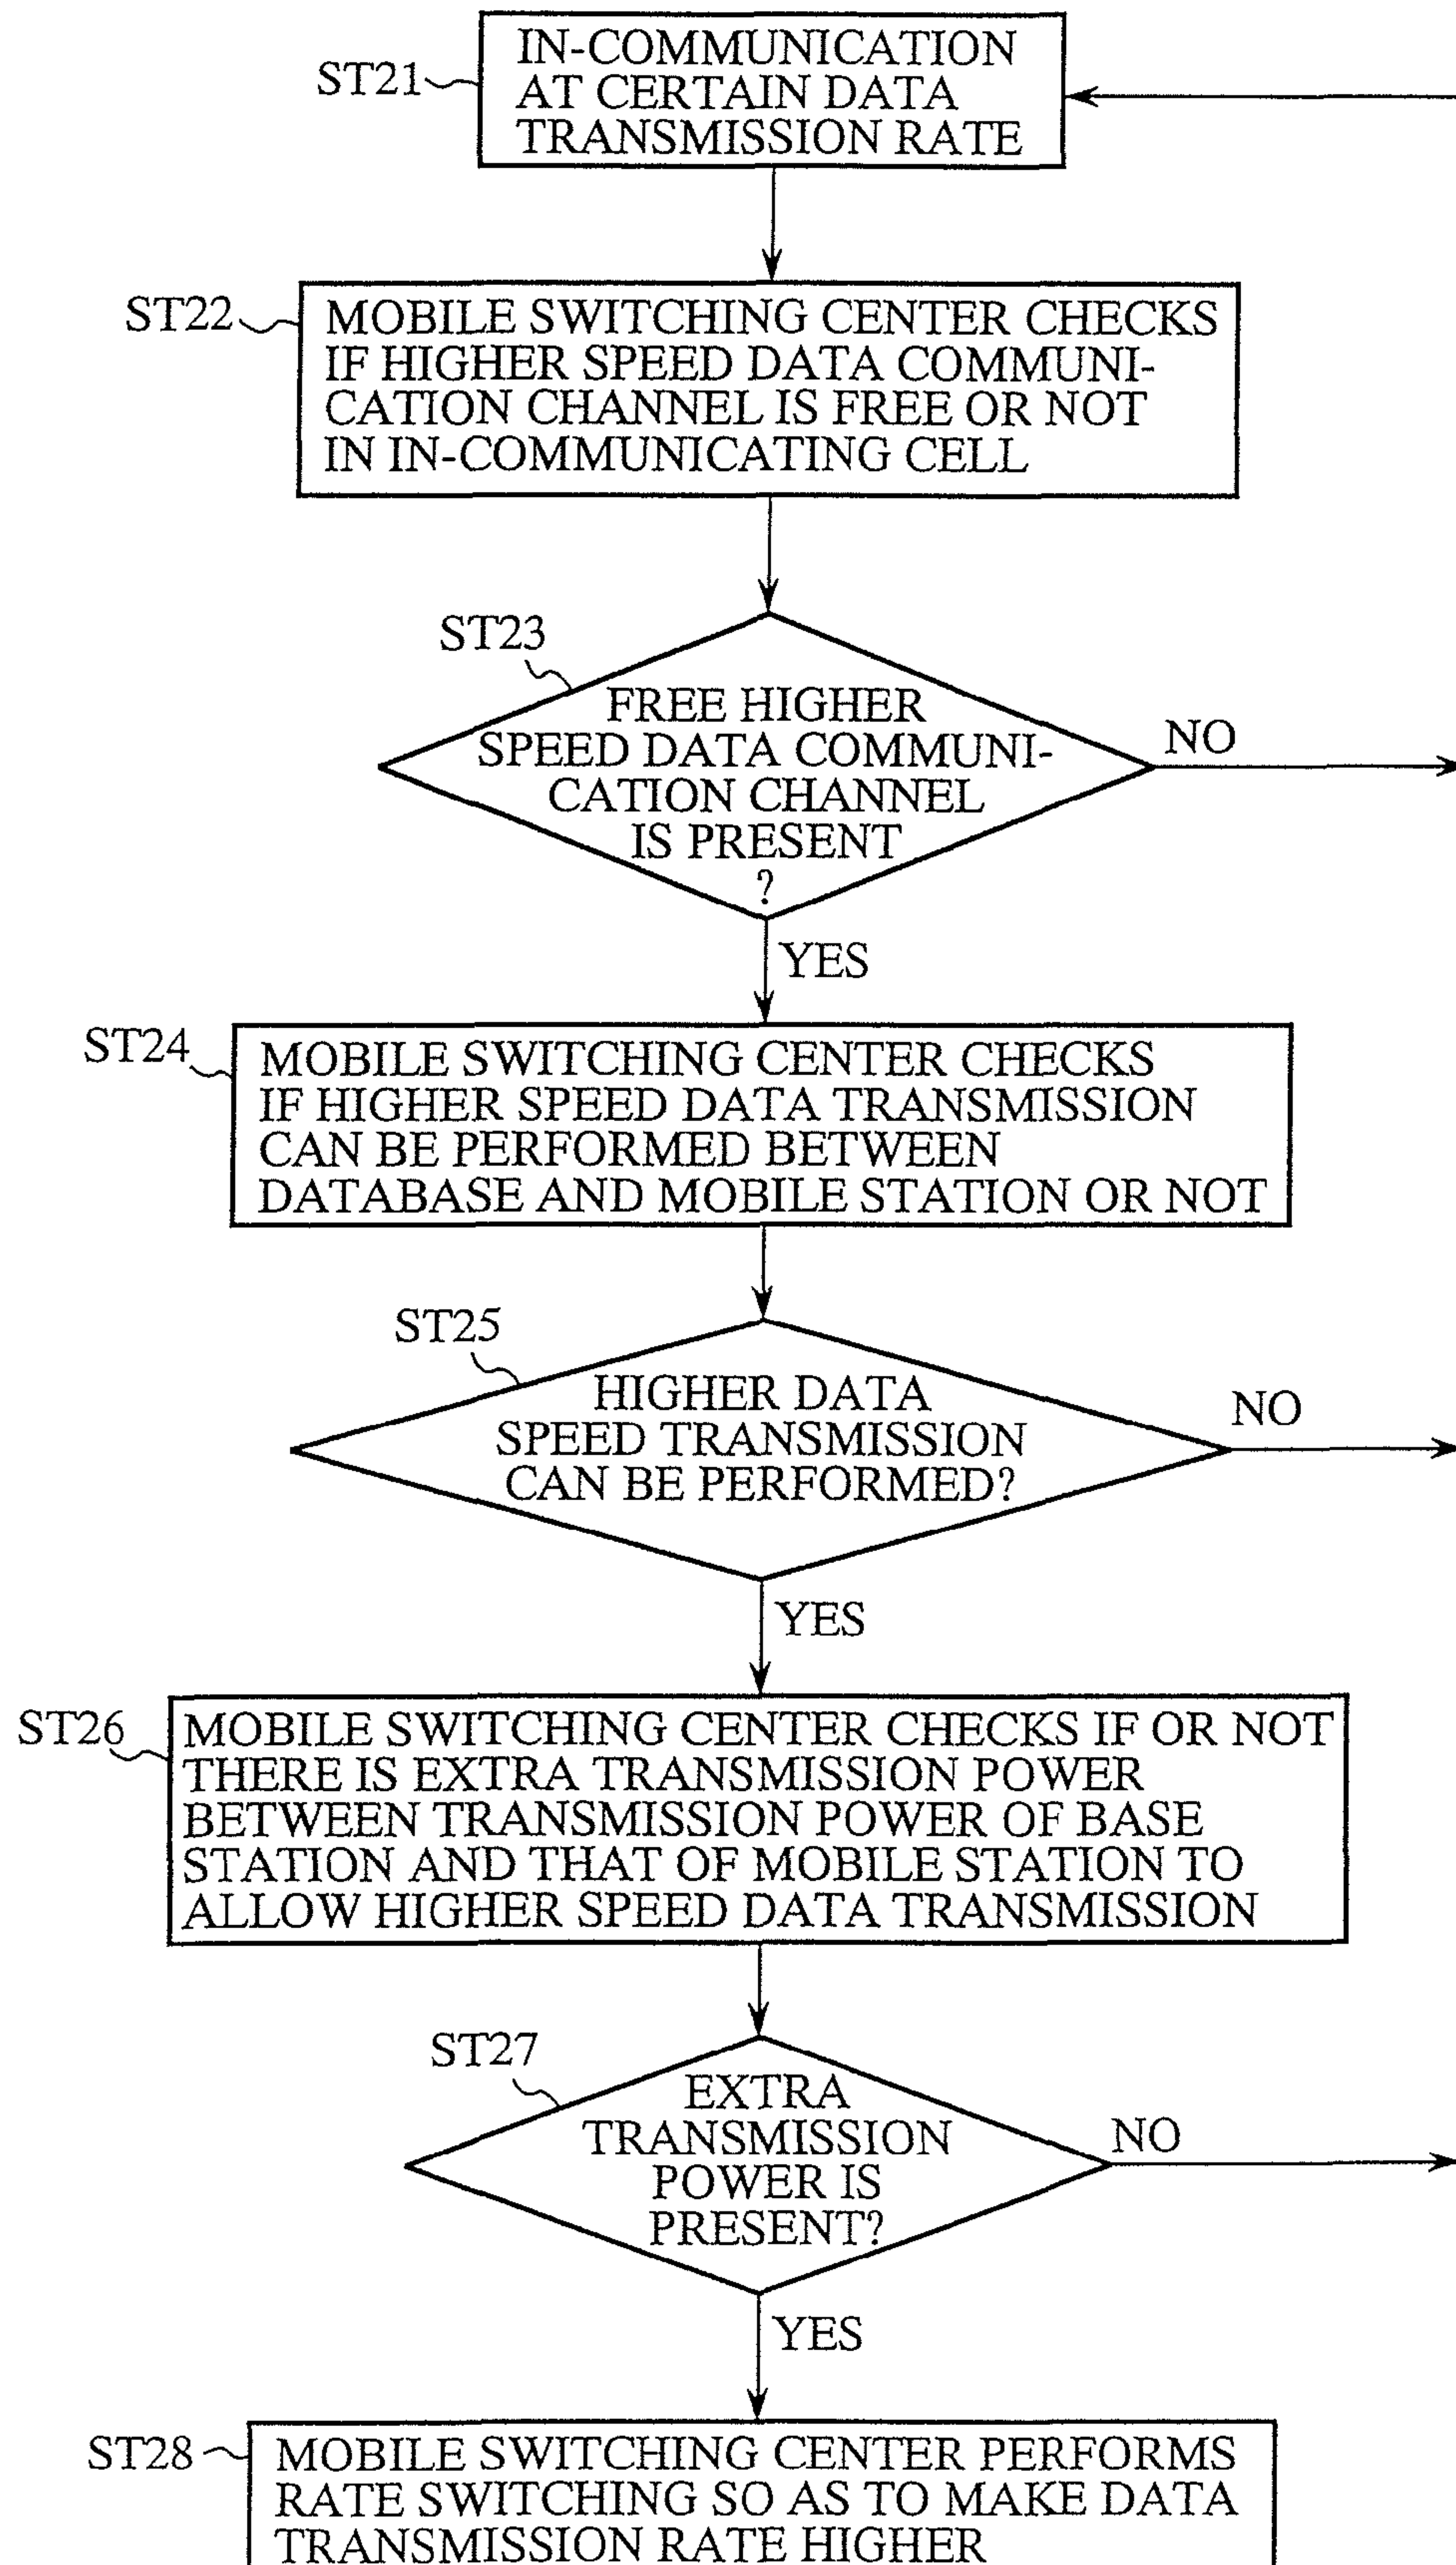 ST21
IN-COMMUNICATION
AT CERTAIN DATA
TRANSMISSION RATE
ST22
MOBILE SWITCHING CENTER CHECKS
IF HIGHER SPEED DATA COMMUNI-
CATION CHANNEL IS FREE OR NOT
IN IN-COMMUNICATING CELL
ST23
FREE HIGHER
SPEED DATA COMMUNI-
CATION CHANNEL
IS PRESENT
?
NO
YES
ST24
MOBILE SWITCHING CENTER CHECKS
IF HIGHER SPEED DATA TRANSMISSION
CAN BE PERFORMED BETWEEN
DATABASE AND MOBILE STATION OR NOT
ST25
HIGHER DATA
SPEED TRANSMISSION
CAN BE PERFORMED?
NO
YES
ST26
MOBILE SWITCHING CENTER CHECKS IF OR NOT
THERE IS EXTRA TRANSMISSION POWER
BETWEEN TRANSMISSION POWER OF BASE
STATION AND THAT OF MOBILE STATION TO
ALLOW HIGHER SPEED DATA TRANSMISSION
ST27
EXTRA
TRANSMISSION
POWER IS
PRESENT?
NO
YES
ST28
MOBILE SWITCHING CENTER PERFORMS
RATE SWITCHING SO AS TO MAKE DATA
TRANSMISSION RATE HIGHER